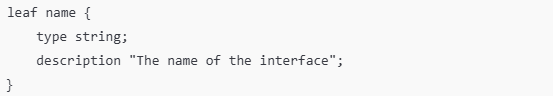 leaf name {
    type string;
    description "The name of the interface";
}